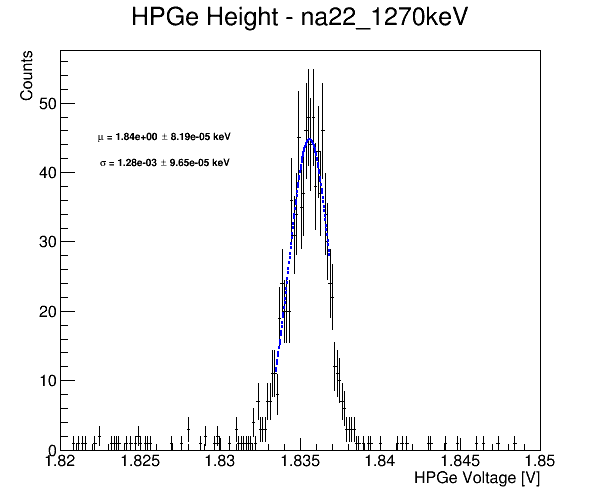 HPGe Height - na22_1270keV
Counts
50
μ = 1.84e+00 ± 8.19e-05 keV
σ = 1.28e-03 ± 9.65e-05 keV
40
30
20
10
0
1.82 1.825 1.83 1.835 1.84 1.845 1.85
HPGe Voltage [V]